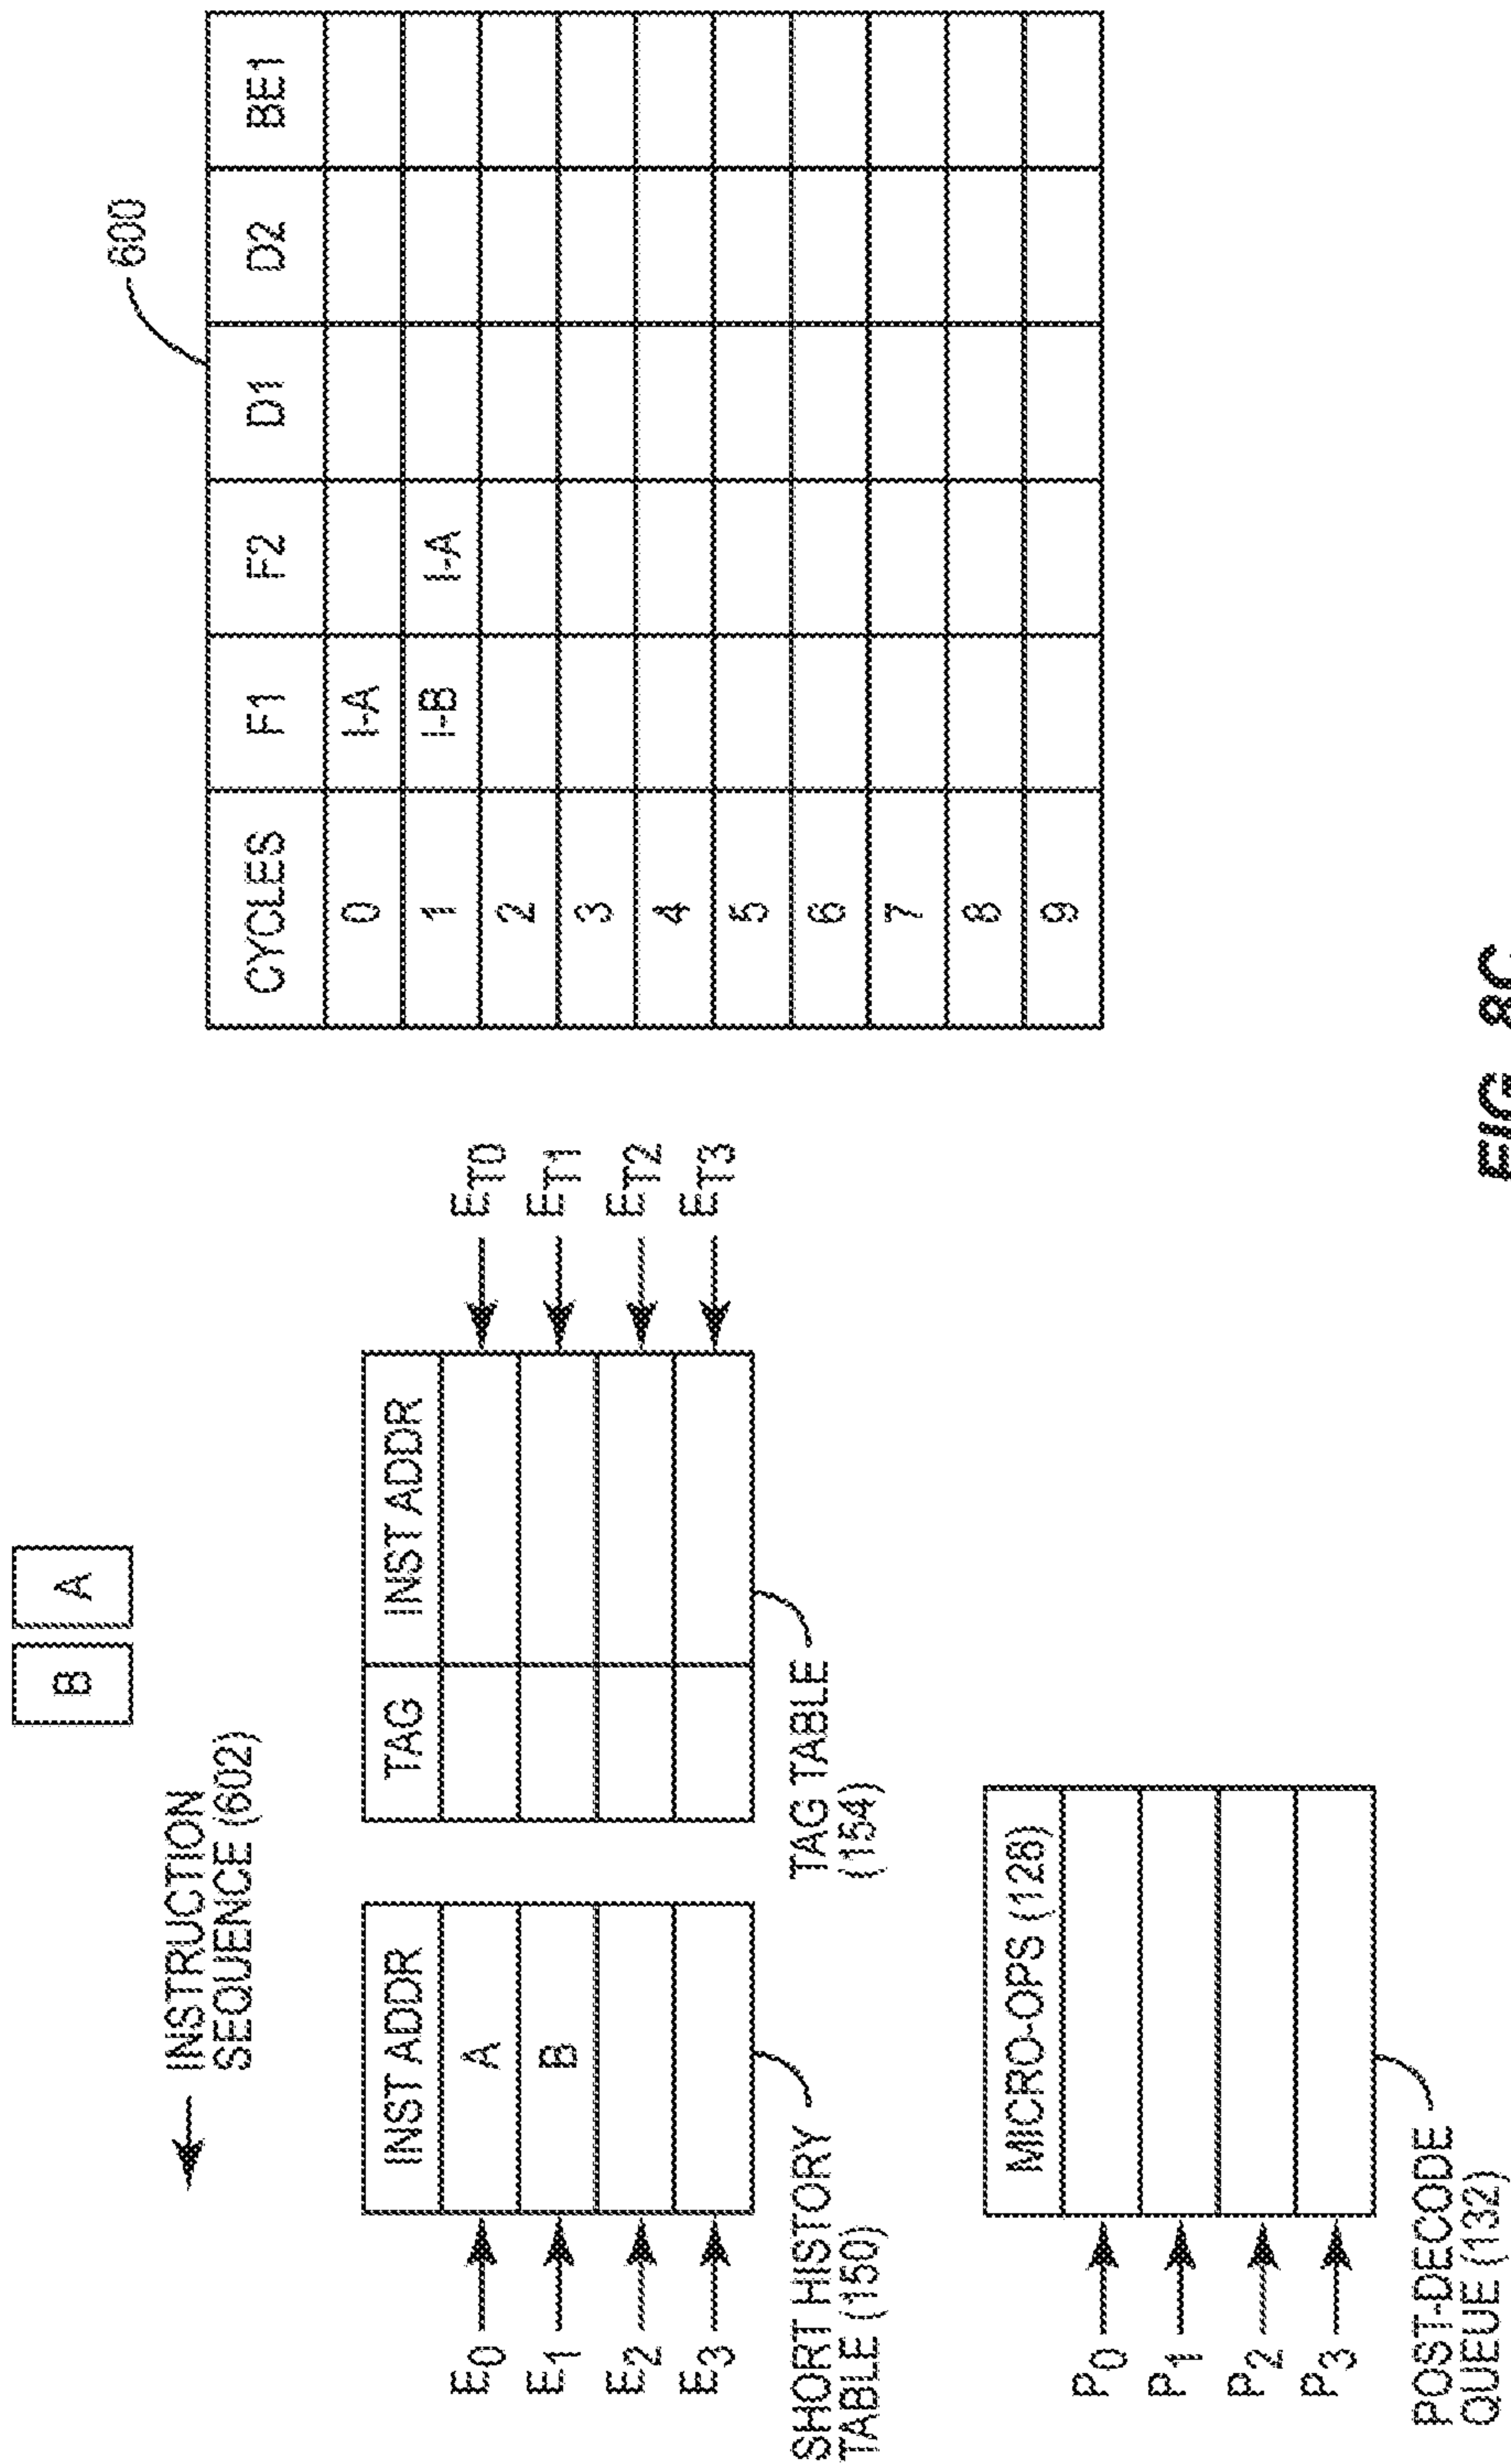 B A
INSTRUCTION
SEQUENCE (602)
INST ADDR
A
B
E0
E1
E2
E3
SHORT HISTORY
TABLE (150)
TAG INST ADDR
ET0
ET1
ET2
ET3
TAG TABLE
(154)
MICRO-OPS (128)
P0
P1
P2
P3
POST-DECODE
QUEUE (132)
600
CYCLES F1 F2 D1 D2 BE1
0 I-A
1 I-B I-A
2
3
4
5
6
7
8
9
FIG. 8C